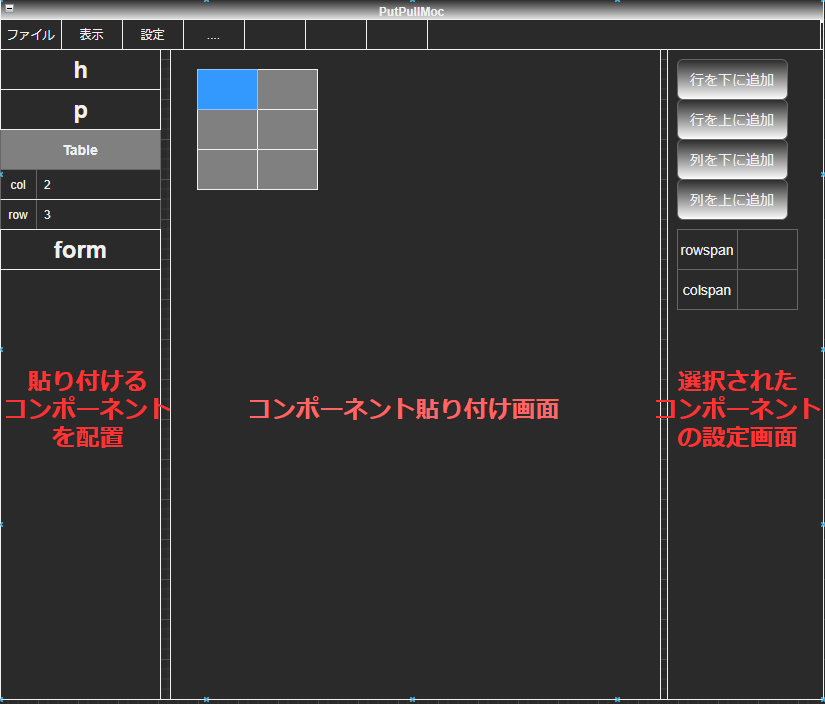 PutPullMoc
ファイル 表示 設定 ....
h
p
Table
col 2
row 3
form
行を下に追加
行を上に追加
列を下に追加
列を上に追加
rowspan
colspan
貼り付ける
コンポーネント
を配置
コンポーネント貼り付け画面
選択された
コンポーネント
の設定画面